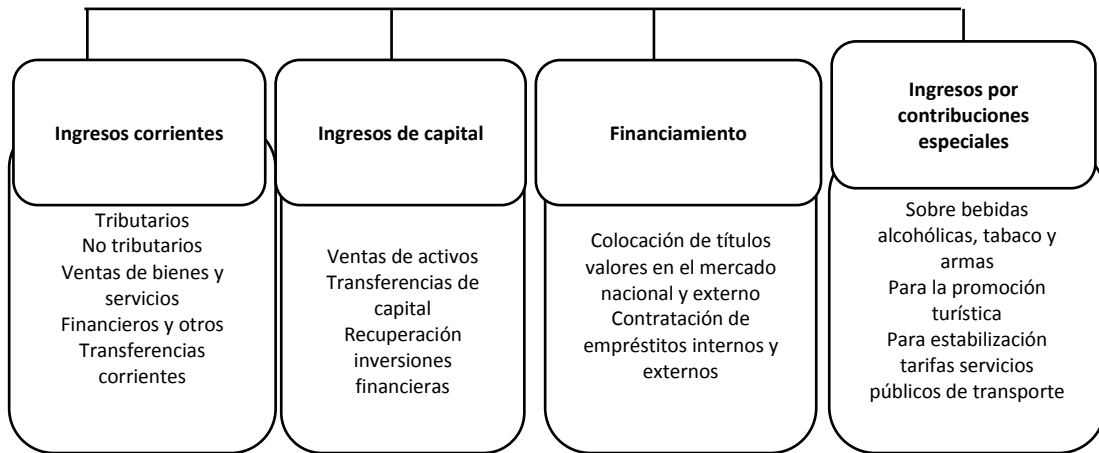 Ingresos corrientes
Tributarios
No tributarios
Ventas de bienes y
servicios
Financieros y otros
Transferencias
corrientes
Ingresos de capital
Ventas de activos
Transferencias de
capital
Recuperación
inversiones
financieras
Financiamiento
Colocación de títulos
valores en el mercado
nacional y externo
Contratación de
empréstitos internos y
externos
Ingresos por
contribuciones
especiales
Sobre bebidas
alcohólicas, tabaco y
armas
Para la promoción
turística
Para estabilización
tarifas servicios
públicos de transporte